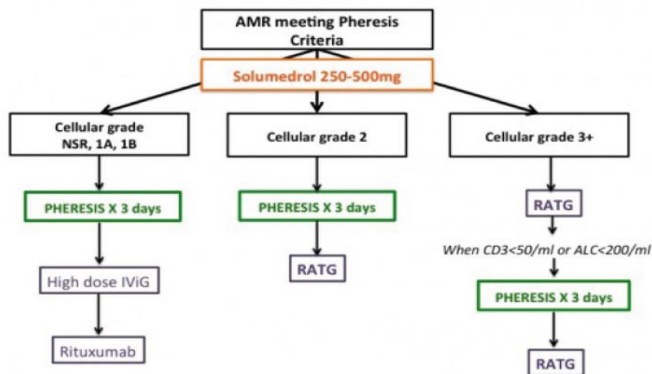 AMR meeting Pheresis
Criteria
Solumedrol 250-500mg
Cellular grade
NSR, 1A, 1B
Cellular grade 2
Cellular grade 3+
PHERESIS X 3 days
PHERESIS X 3 days
RATG
When CD3<50/ml or ALC<200/ml
High dose IViG
RATG
PHERESIS X 3 days
Rituxumab
RATG